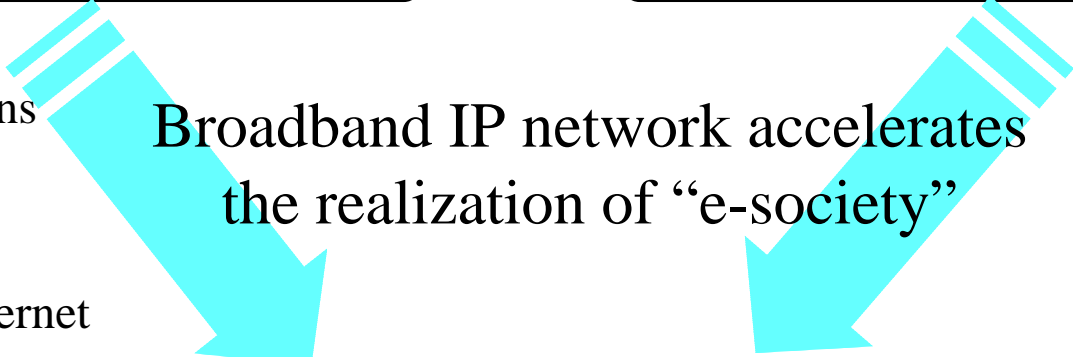 ns
Broadband IP network accelerates
the realization of “e-society”
ernet